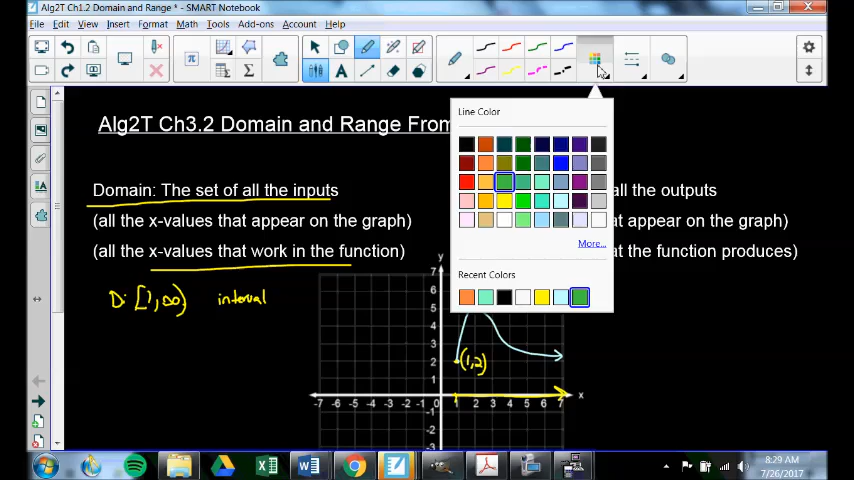 Alg2T Ch1.2 Domain and Range * - SMART Notebook
File Edit View Insert Format Math Tools Add-ons Account Help
Alg2T Ch3.2 Domain and Range From
Line Color
Domain: The set of all the inputs
all the outputs
(all the x-values that appear on the graph)
at appear on the graph)
(all the x-values that work in the function)
at the function produces)
More...
Recent Colors
D: [1, ∞) interval
y
7
6
5
4
3
2
1
(1,2)
-7 -6 -5 -4 -3 -2 -1 0 1 2 3 4 5 6 7 x
-1
-2
-3
8:29 AM
7/26/2017